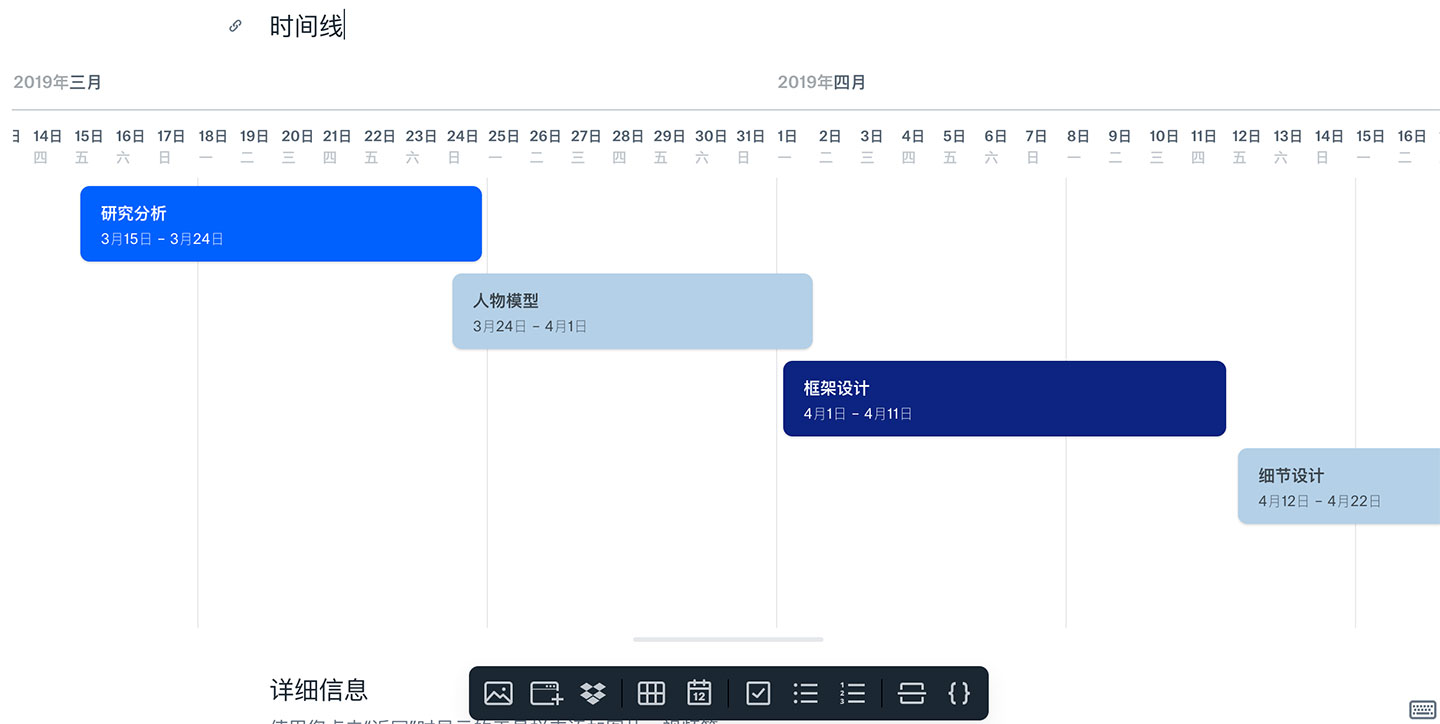 时间线
2019年三月 2019年四月
日 14日 15日 16日 17日 18日 19日 20日 21日 22日 23日 24日 25日 26日 27日 28日 29日 30日 31日 1日 2日 3日 4日 5日 6日 7日 8日 9日 10日 11日 12日 13日 14日 15日 16日
四 五 六 日 一 二 三 四 五 六 日 一 二 三 四 五 六 日 一 二 三 四 五 六 日 一 二 三 四 五 六 日 一 二
研究分析
3月15日 – 3月24日
人物模型
3月24日 – 4月1日
框架设计
4月1日 – 4月11日
细节设计
4月12日 – 4月22日
详细信息
12
1
2
3